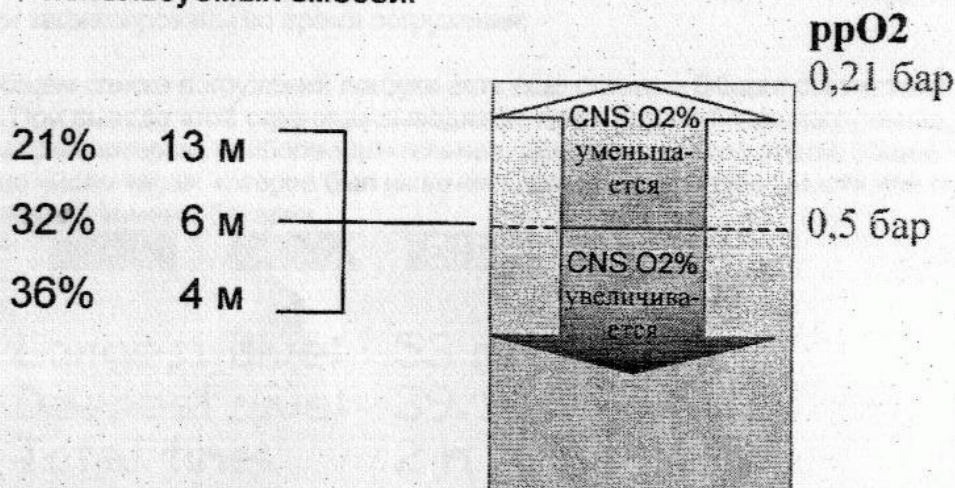 ppO2
0,21 бар
21% 13 м
32% 6 м
36% 4 м
CNS O2%
уменьша-
ется
0,5 бар
CNS O2%
увеличива-
ется